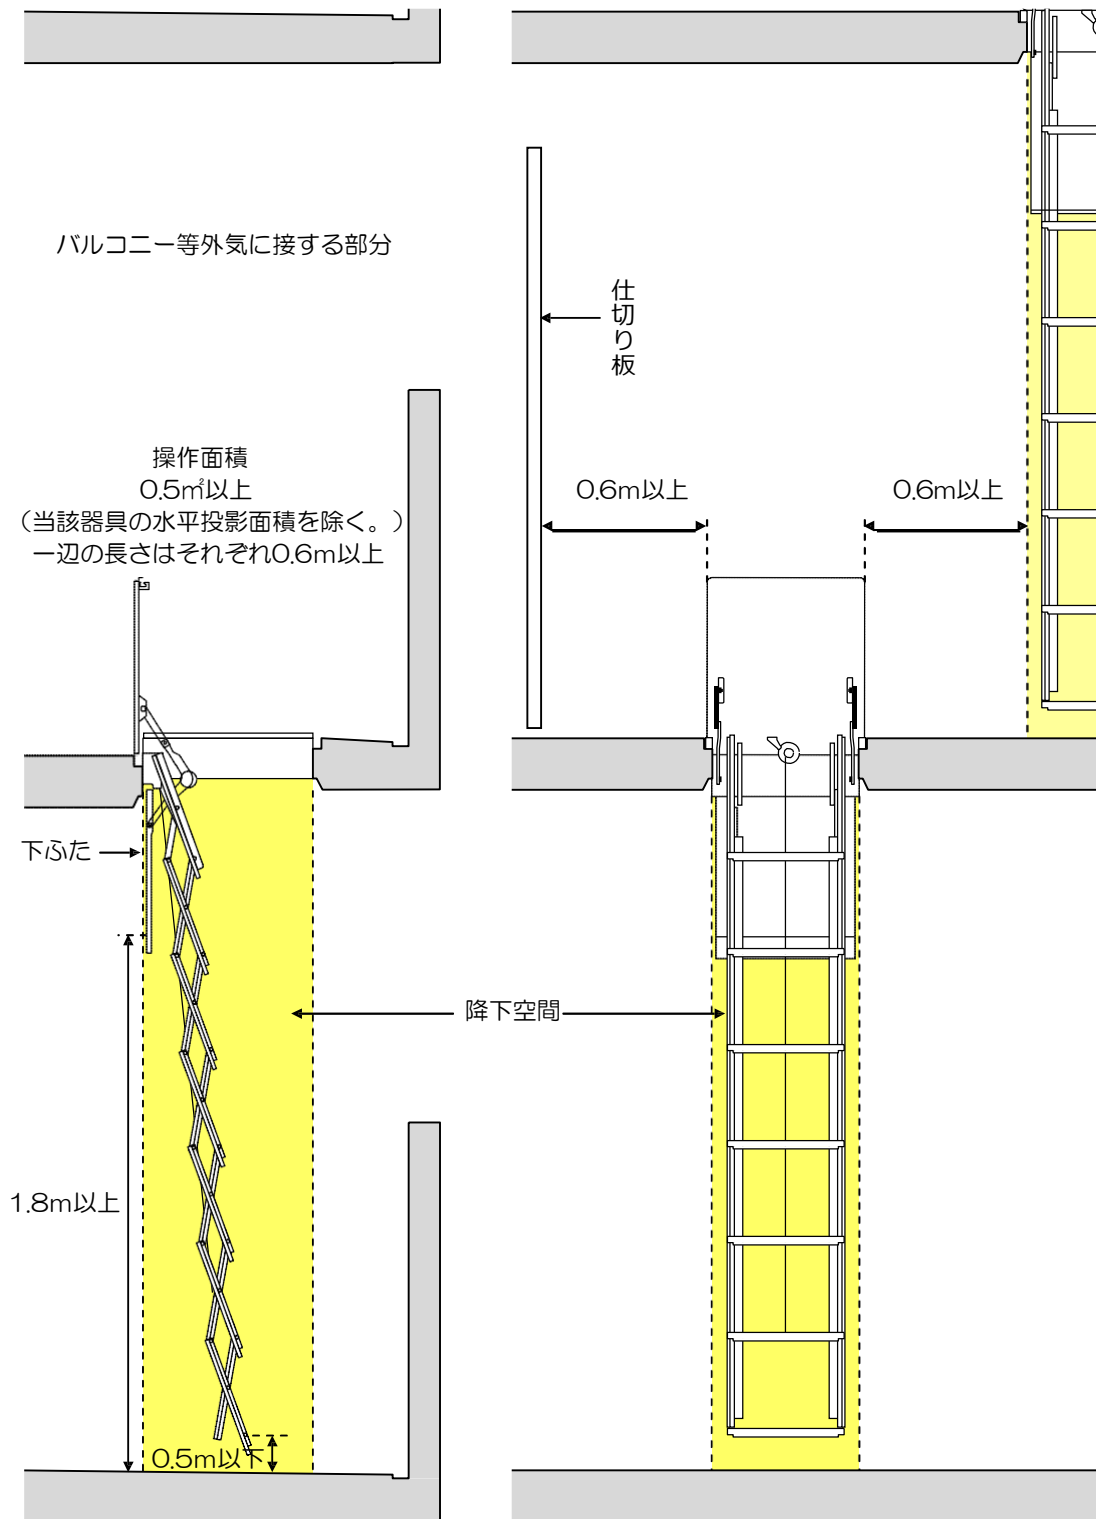 バルコニー等外気に接する部分
仕切り板
操作面積
0.5㎡以上
（当該器具の水平投影面積を除く。）
一辺の長さはそれぞれ0.6m以上
0.6m以上
0.6m以上
下ふた
降下空間
1.8m以上
0.5m以下